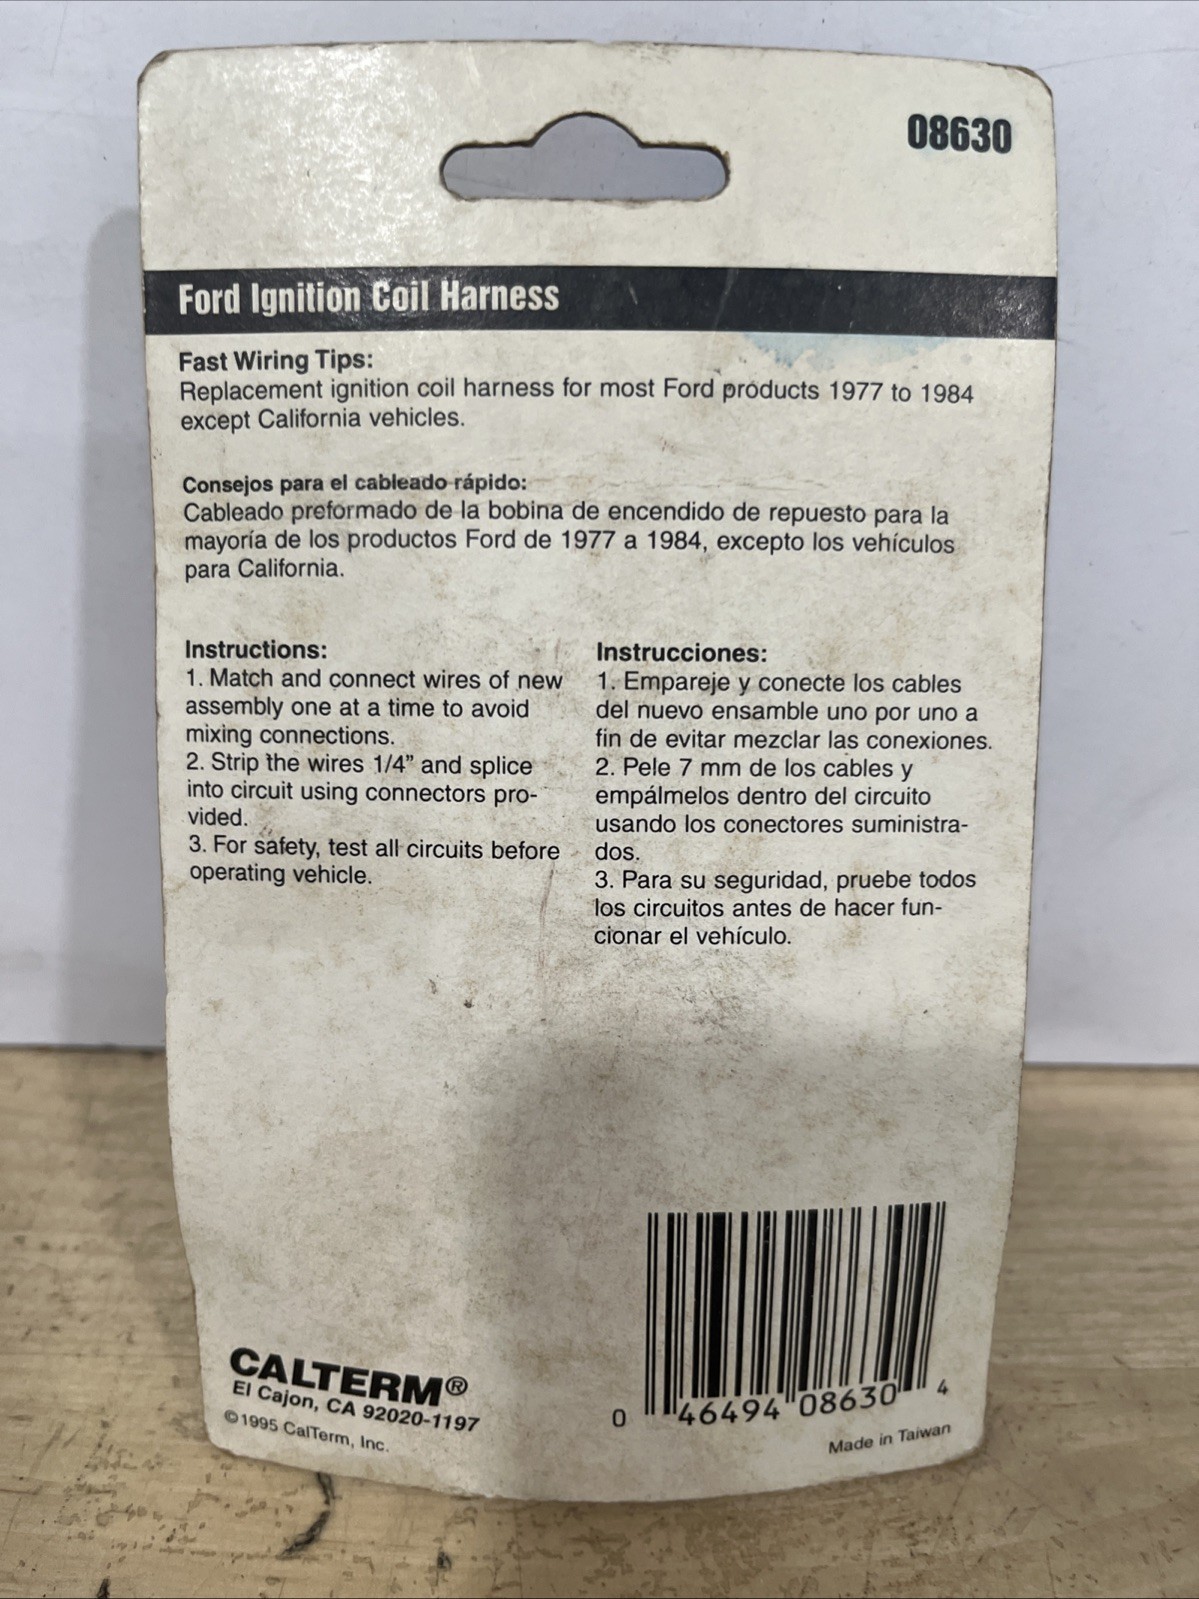 08630
Ford Ignition Coil Harness
Fast Wiring Tips:
Replacement ignition coil harness for most Ford products 1977 to 1984
except California vehicles.
Consejos para el cableado rápido:
Cableado preformado de la bobina de encendido de repuesto para la
mayoría de los productos Ford de 1977 a 1984, excepto los vehículos
para California.
Instructions:
1. Match and connect wires of new
assembly one at a time to avoid
mixing connections.
2. Strip the wires 1/4" and splice
into circuit using connectors pro-
vided.
3. For safety, test all circuits before
operating vehicle.
Instrucciones:
1. Empareje y conecte los cables
del nuevo ensamble uno por uno a
fin de evitar mezclar las conexiones.
2. Pele 7 mm de los cables y
empálmelos dentro del circuito
usando los conectores suministra-
dos.
3. Para su seguridad, pruebe todos
los circuitos antes de hacer fun-
cionar el vehículo.
CALTERM®
El Cajon, CA 92020-1197
©1995 CalTerm, Inc.
0 46494 08630 4
Made in Taiwan